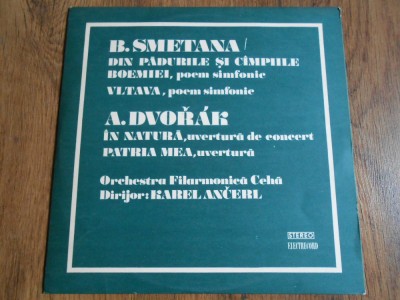 B. SMETANA/
DIN PĂDURILE ȘI CÎMPIILE
BOEMIEI, poem simfonic
VLTAVA, poem simfonic
A. DVOŘÁK
ÎN NATURĂ, uvertură de concert
PATRIA MEA, uvertură
Orchestra Filarmonică Cehă
Dirijor: KAREL ANČERL
STEREO
ELECTRECORD